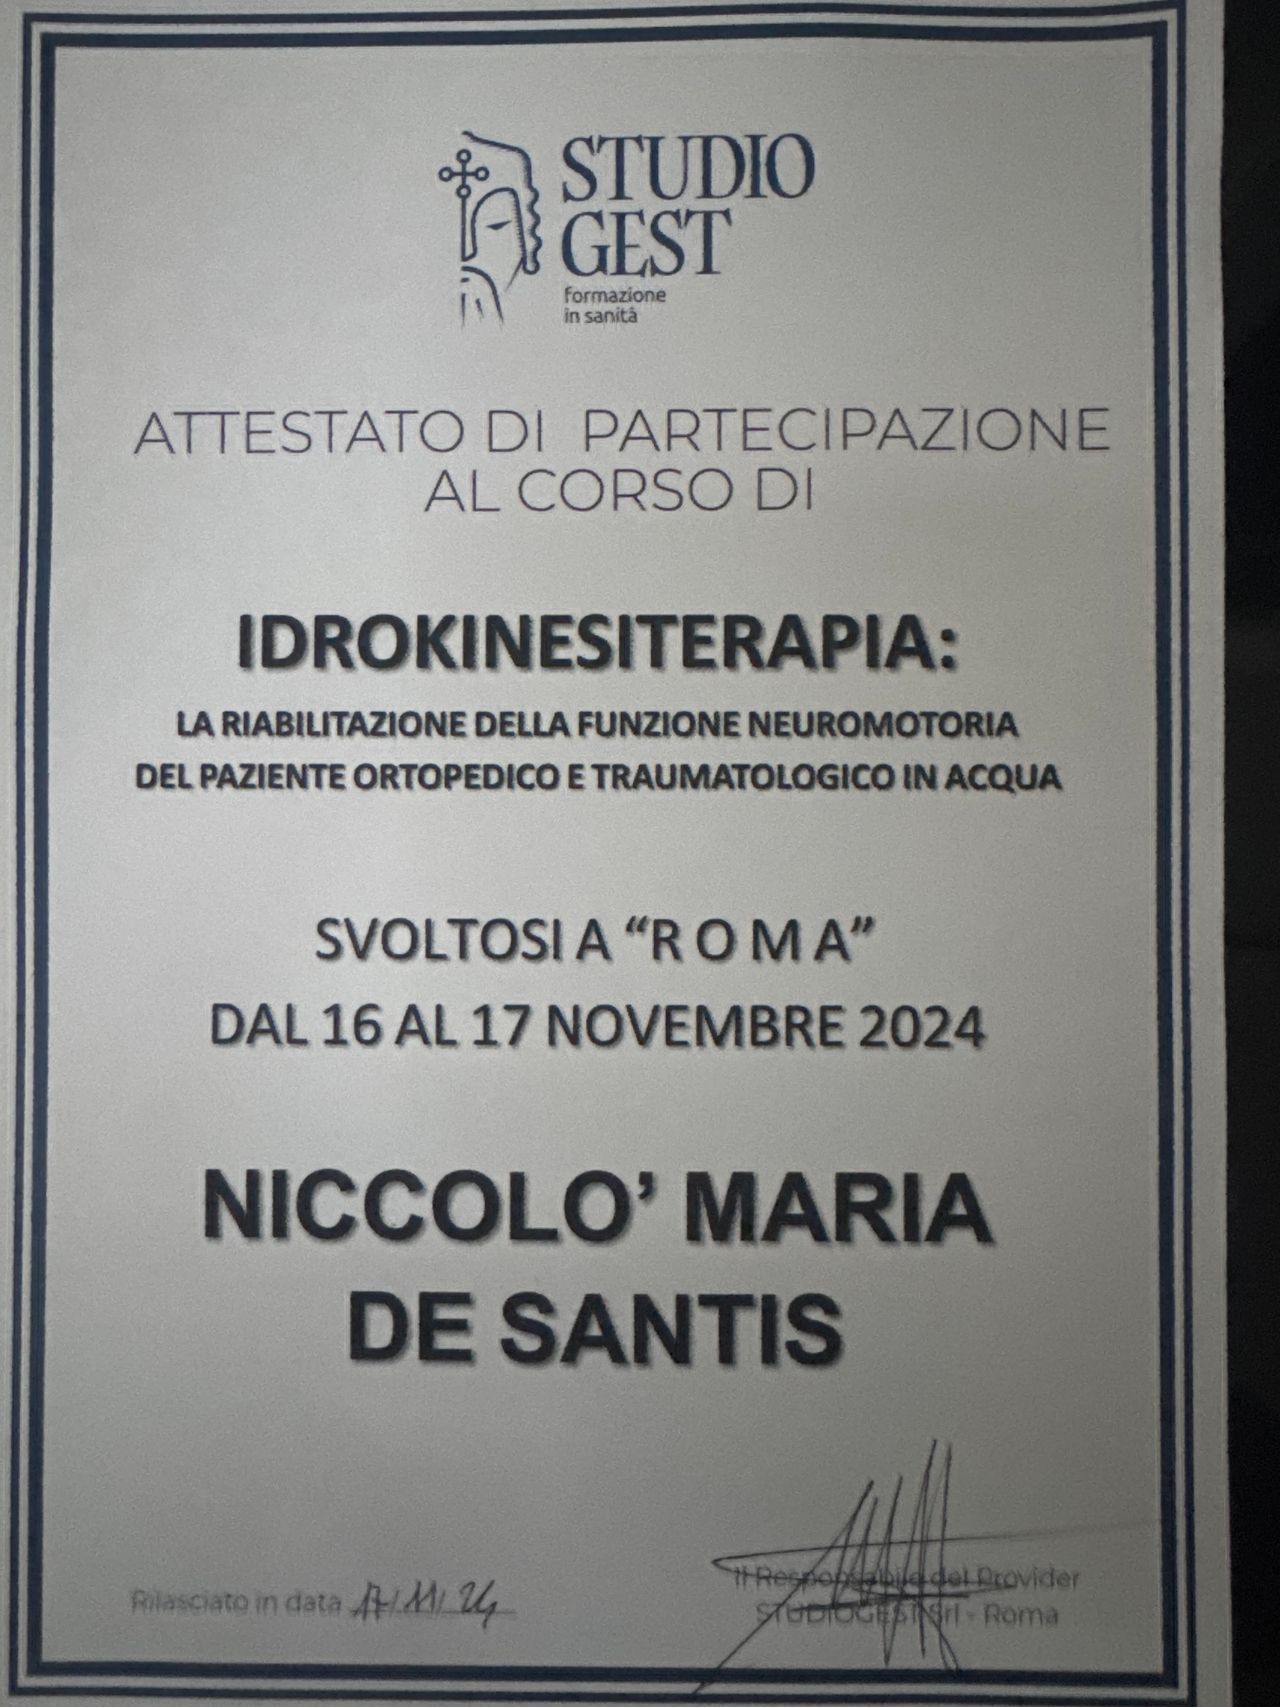 STUDIO
GEST
formazione
in sanità
ATTESTATO DI PARTECIPAZIONE
AL CORSO DI
IDROKINESITERAPIA:
LA RIABILITAZIONE DELLA FUNZIONE NEUROMOTORIA
DEL PAZIENTE ORTOPEDICO E TRAUMATOLOGICO IN ACQUA
SVOLTOSI A “R O M A”
DAL 16 AL 17 NOVEMBRE 2024
NICCOLO’ MARIA
DE SANTIS
Rilasciato in data 17/11/24
Il Responsabile del Provider
STUDIOGEST Srl - Roma